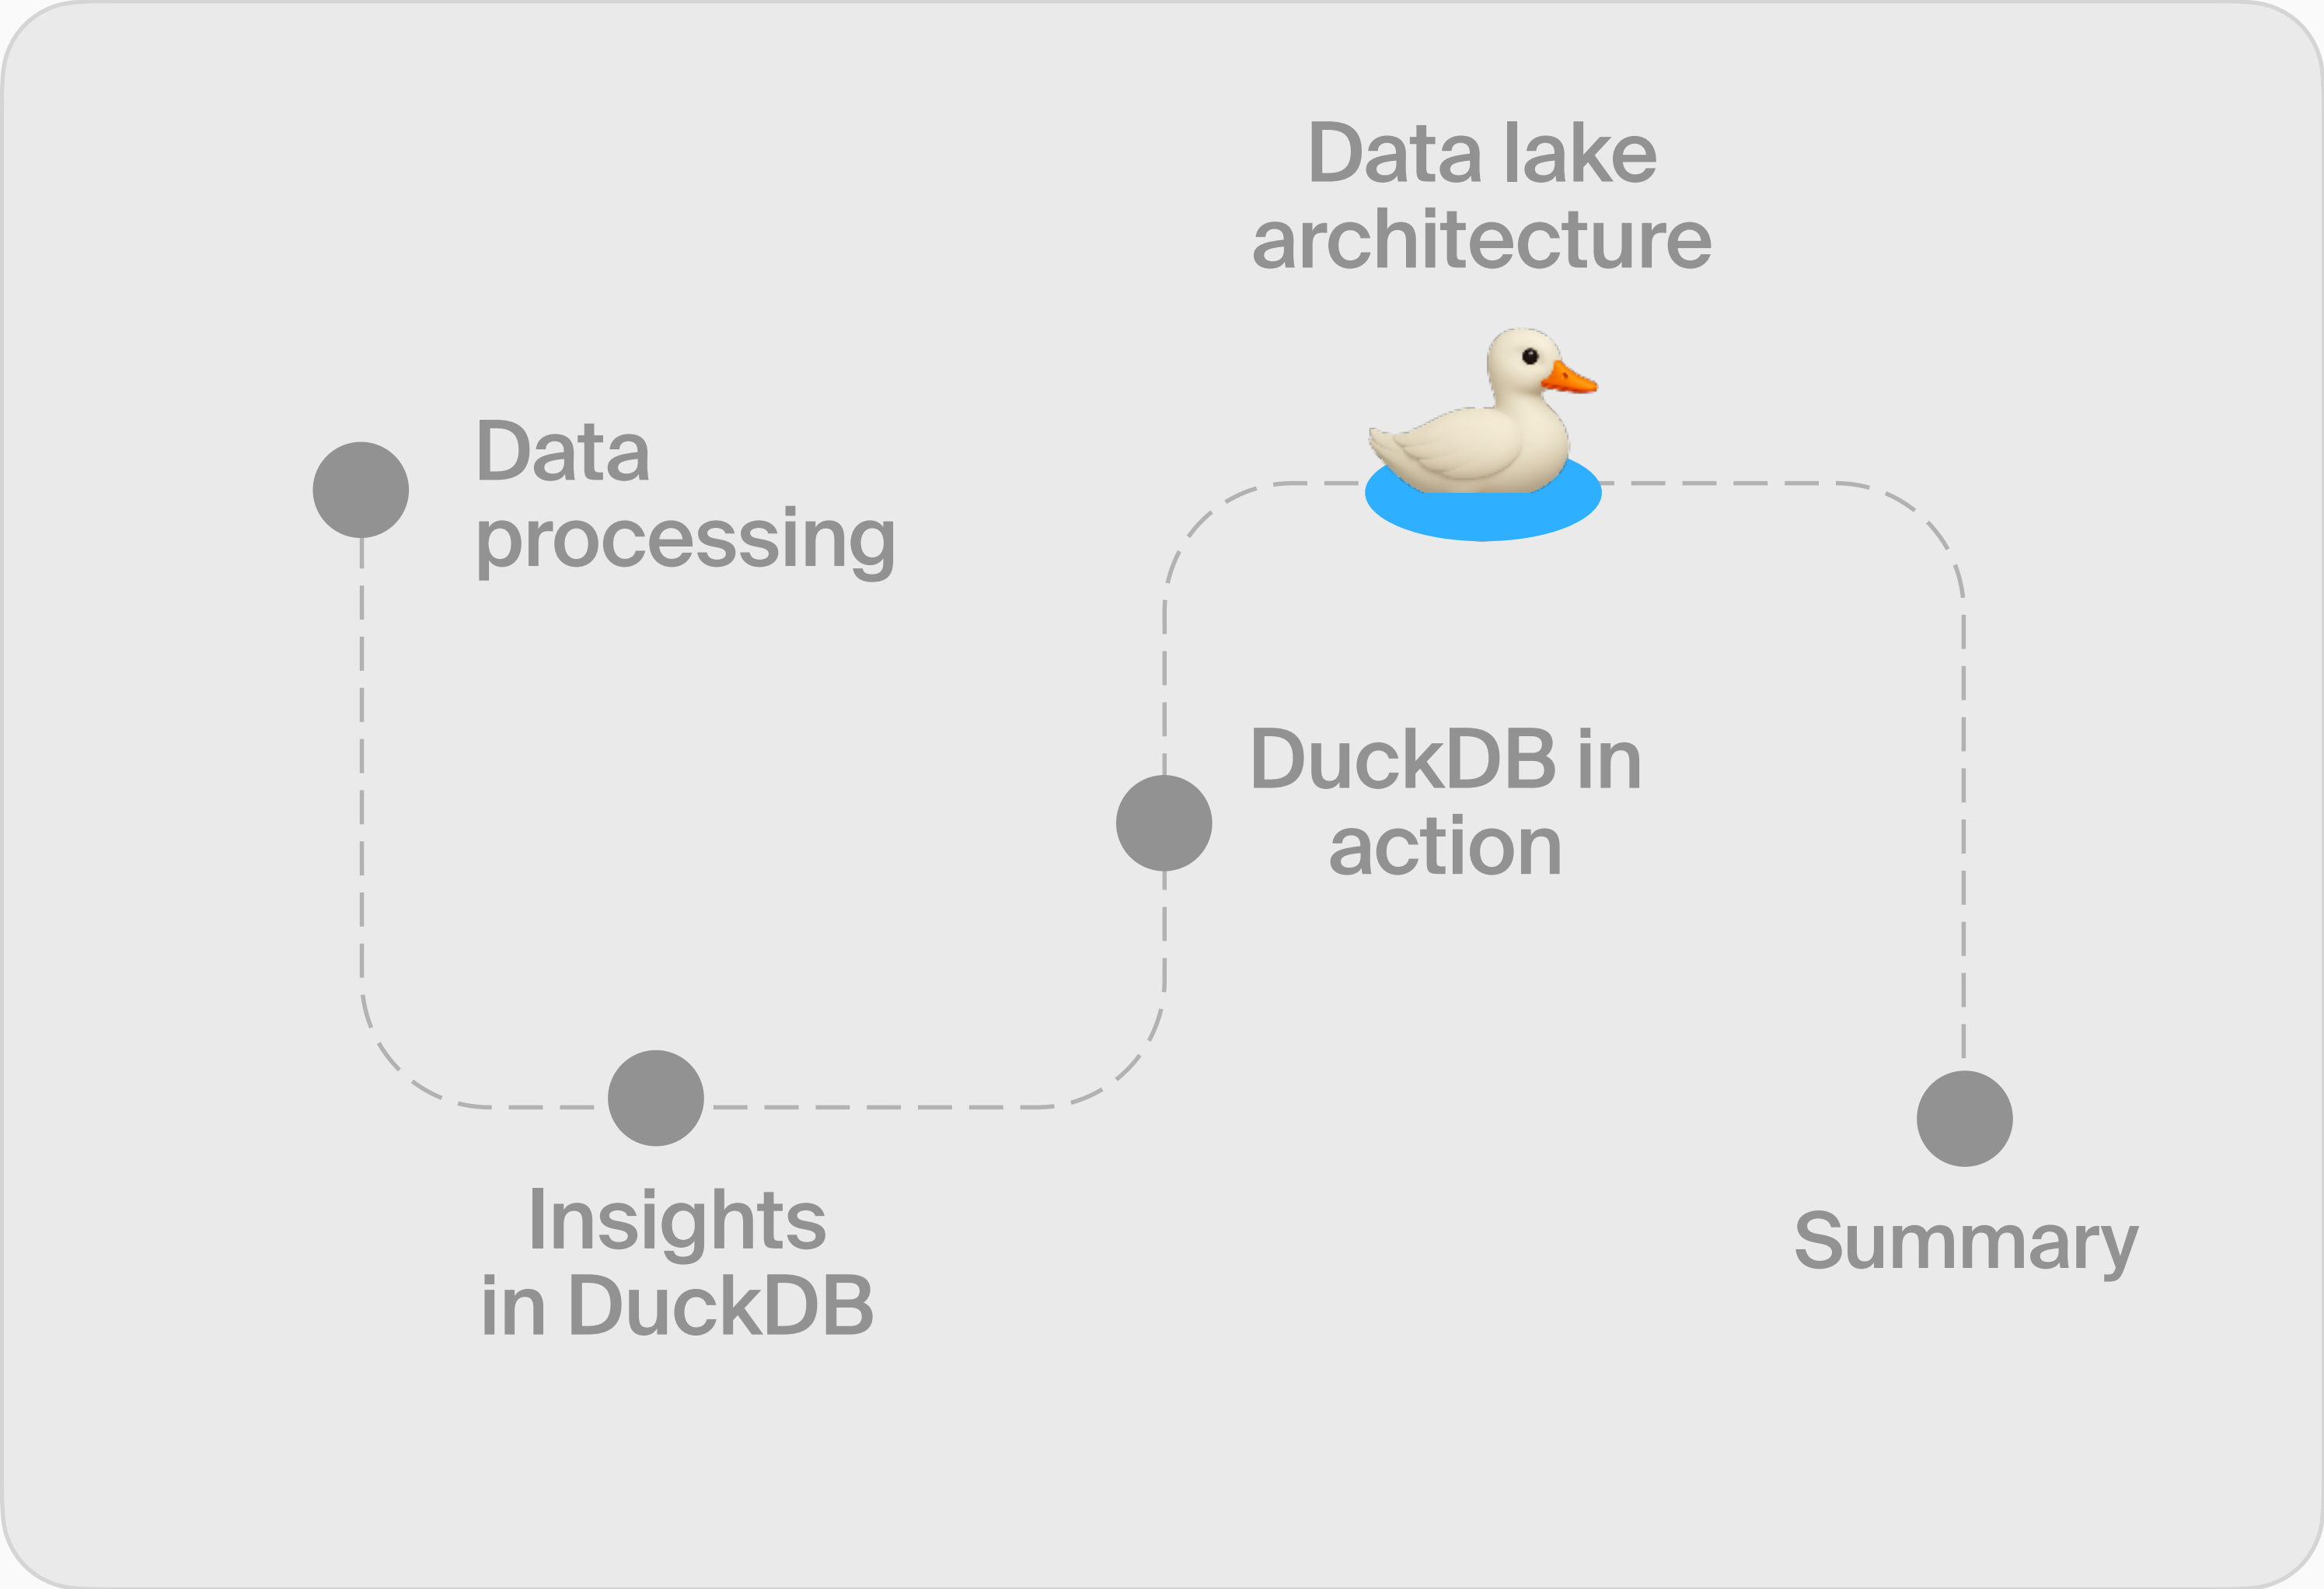 Data lake
architecture
Data
processing
DuckDB in
action
Insights
in DuckDB
Summary